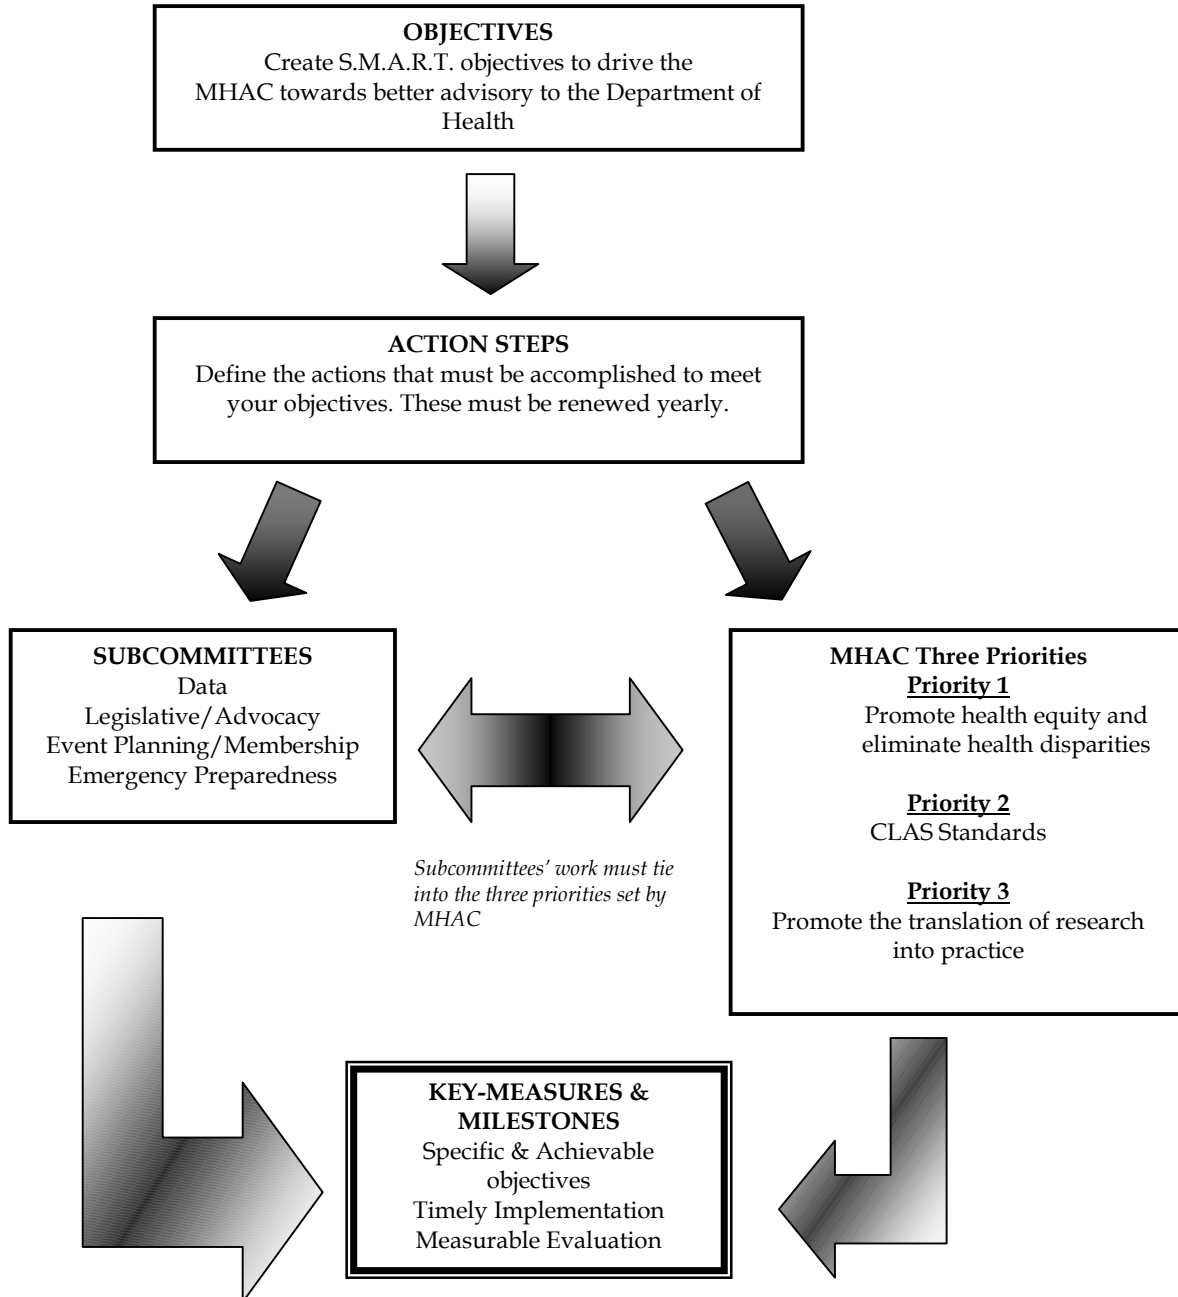 OBJECTIVES
Create S.M.A.R.T. objectives to drive the
MHAC towards better advisory to the Department of
Health
ACTION STEPS
Define the actions that must be accomplished to meet
your objectives. These must be renewed yearly.
SUBCOMMITTEES
Data
Legislative/Advocacy
Event Planning/Membership
Emergency Preparedness
Subcommittees’ work must tie
into the three priorities set by
MHAC
MHAC Three Priorities
Priority 1
Promote health equity and
eliminate health disparities
Priority 2
CLAS Standards
Priority 3
Promote the translation of research
into practice
KEY-MEASURES &
MILESTONES
Specific & Achievable
objectives
Timely Implementation
Measurable Evaluation